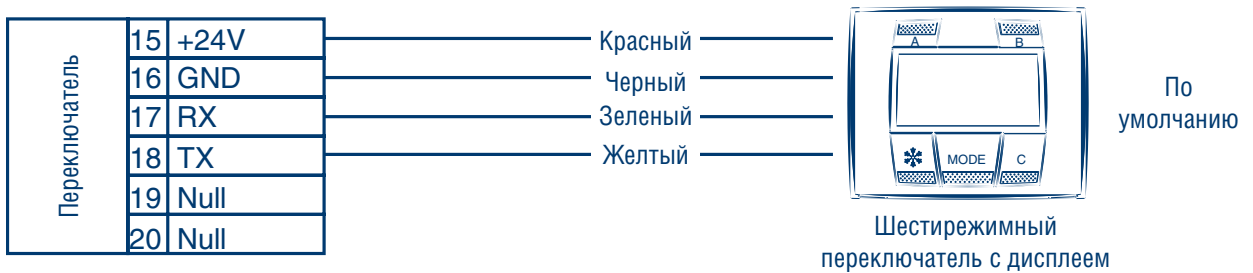 Переключатель
15 +24V
16 GND
17 RX
18 TX
19 Null
20 Null
Красный
Черный
Зеленый
Желтый
A B
MODE C
По
умолчанию
Шестирежимный
переключатель с дисплеем